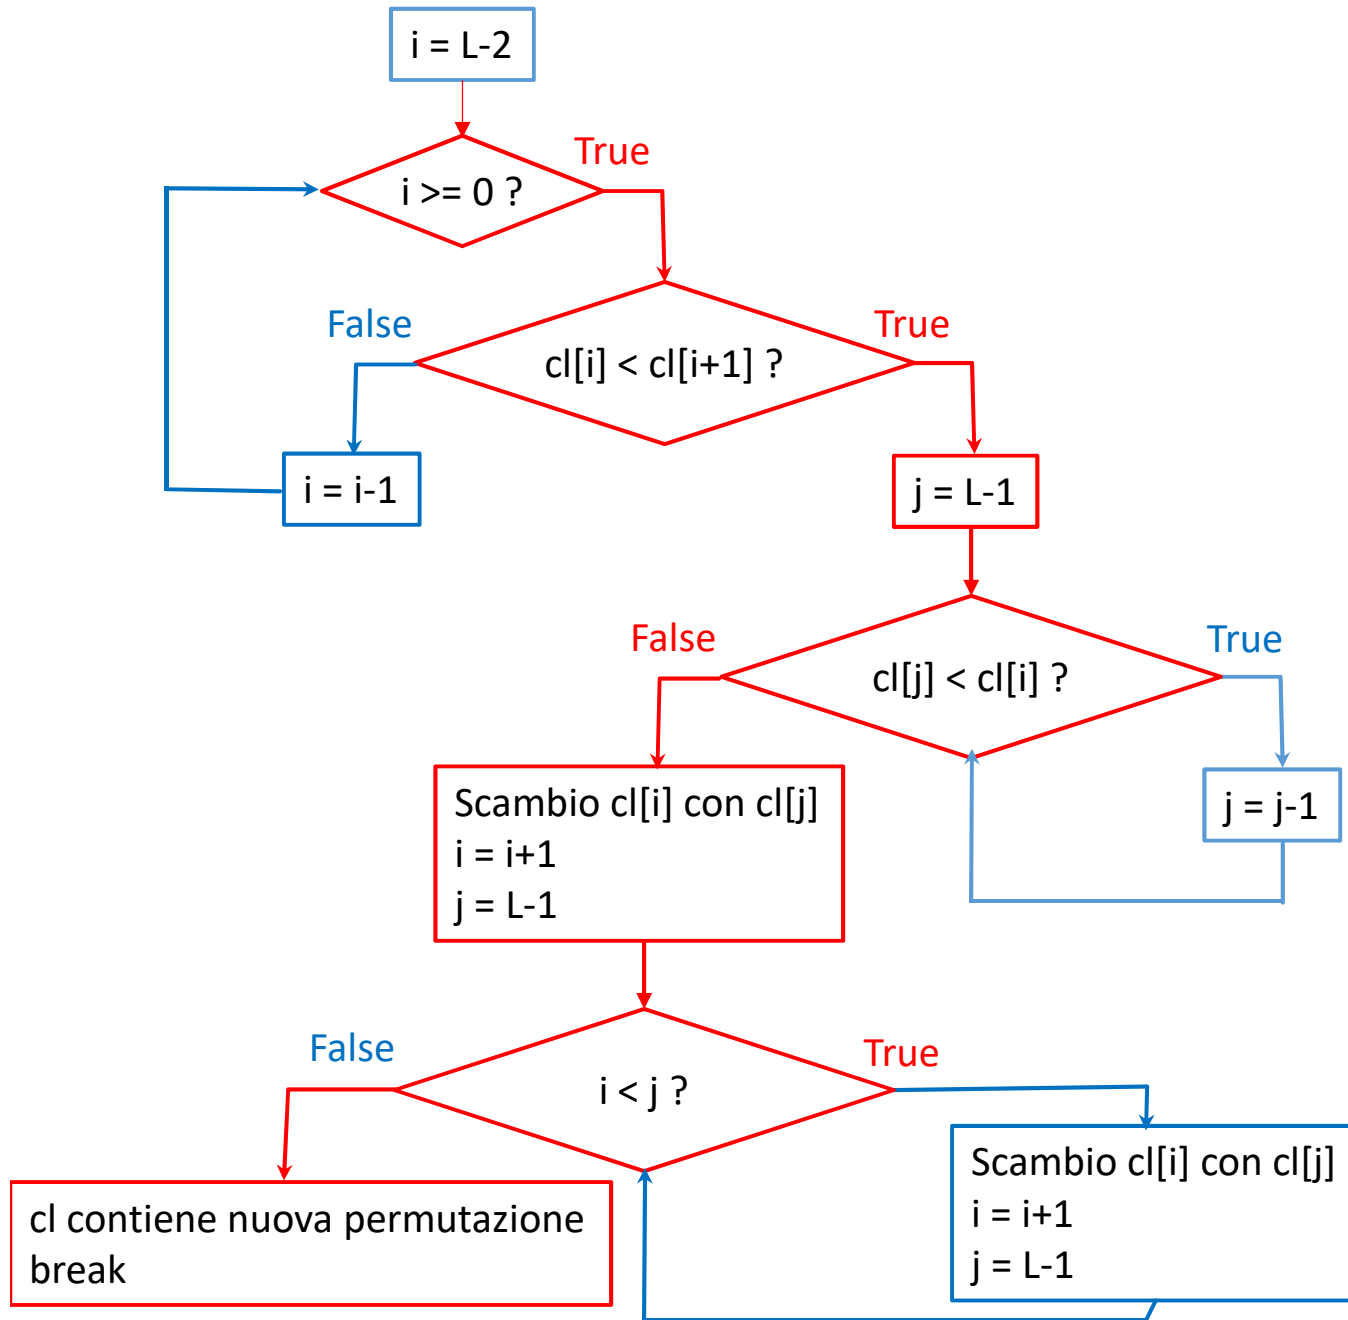 i = L-2
True
i >= 0 ?
False
True
cl[i] < cl[i+1] ?
i = i-1
j = L-1
False
True
cl[j] < cl[i] ?
Scambio cl[i] con cl[j]
i = i+1
j = L-1
j = j-1
False
True
i < j ?
cl contiene nuova permutazione
break
Scambio cl[i] con cl[j]
i = i+1
j = L-1